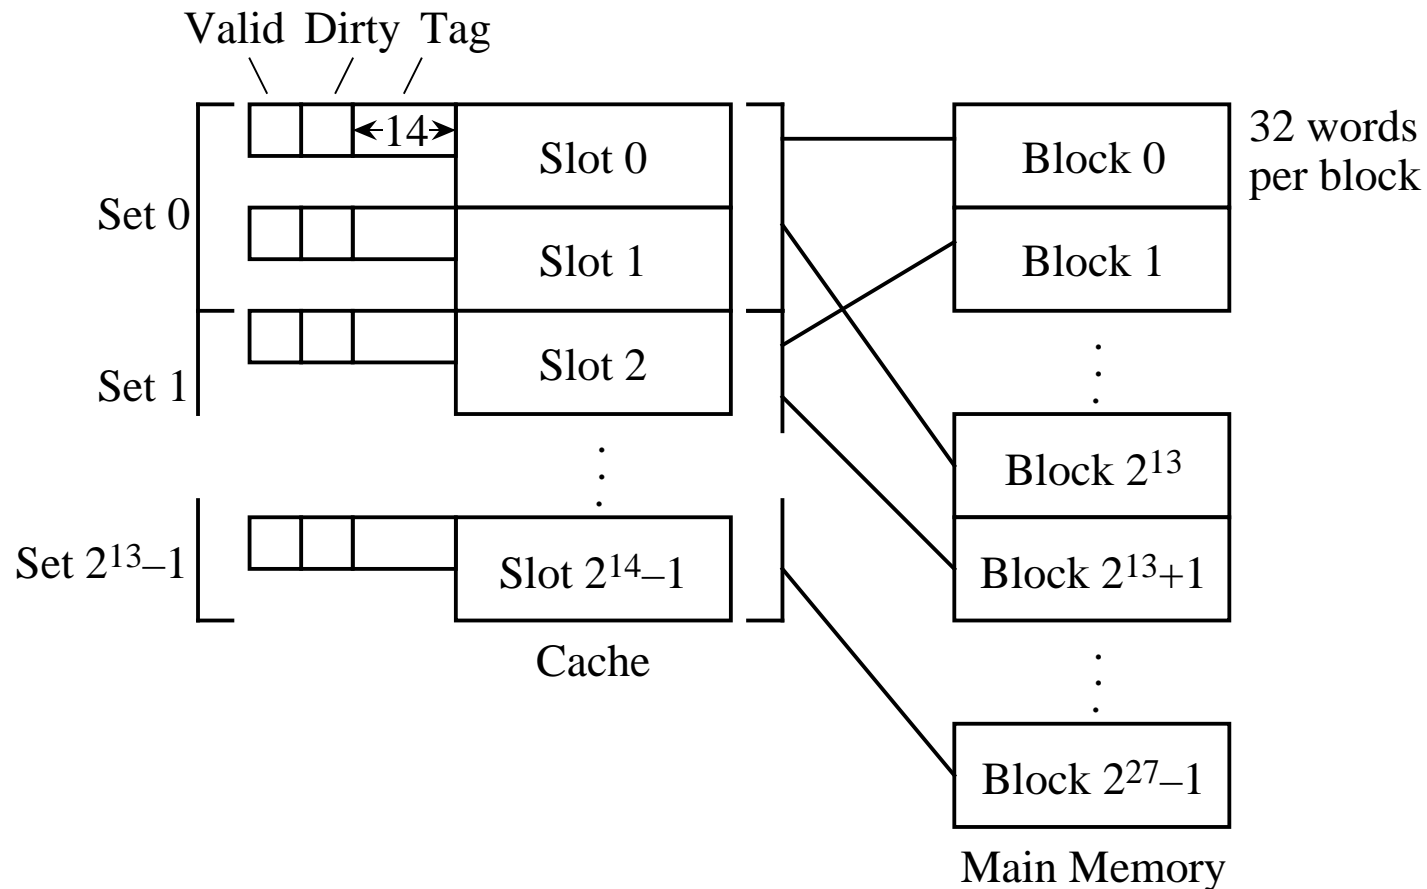 Valid Dirty Tag
14
Slot 0
Block 0
32 words
per block
Set 0
Slot 1
Block 1
Slot 2
Set 1
Block 2¹³
Set 2¹³–1
Slot 2¹⁴–1
Block 2¹³+1
Cache
Block 2²⁷–1
Main Memory